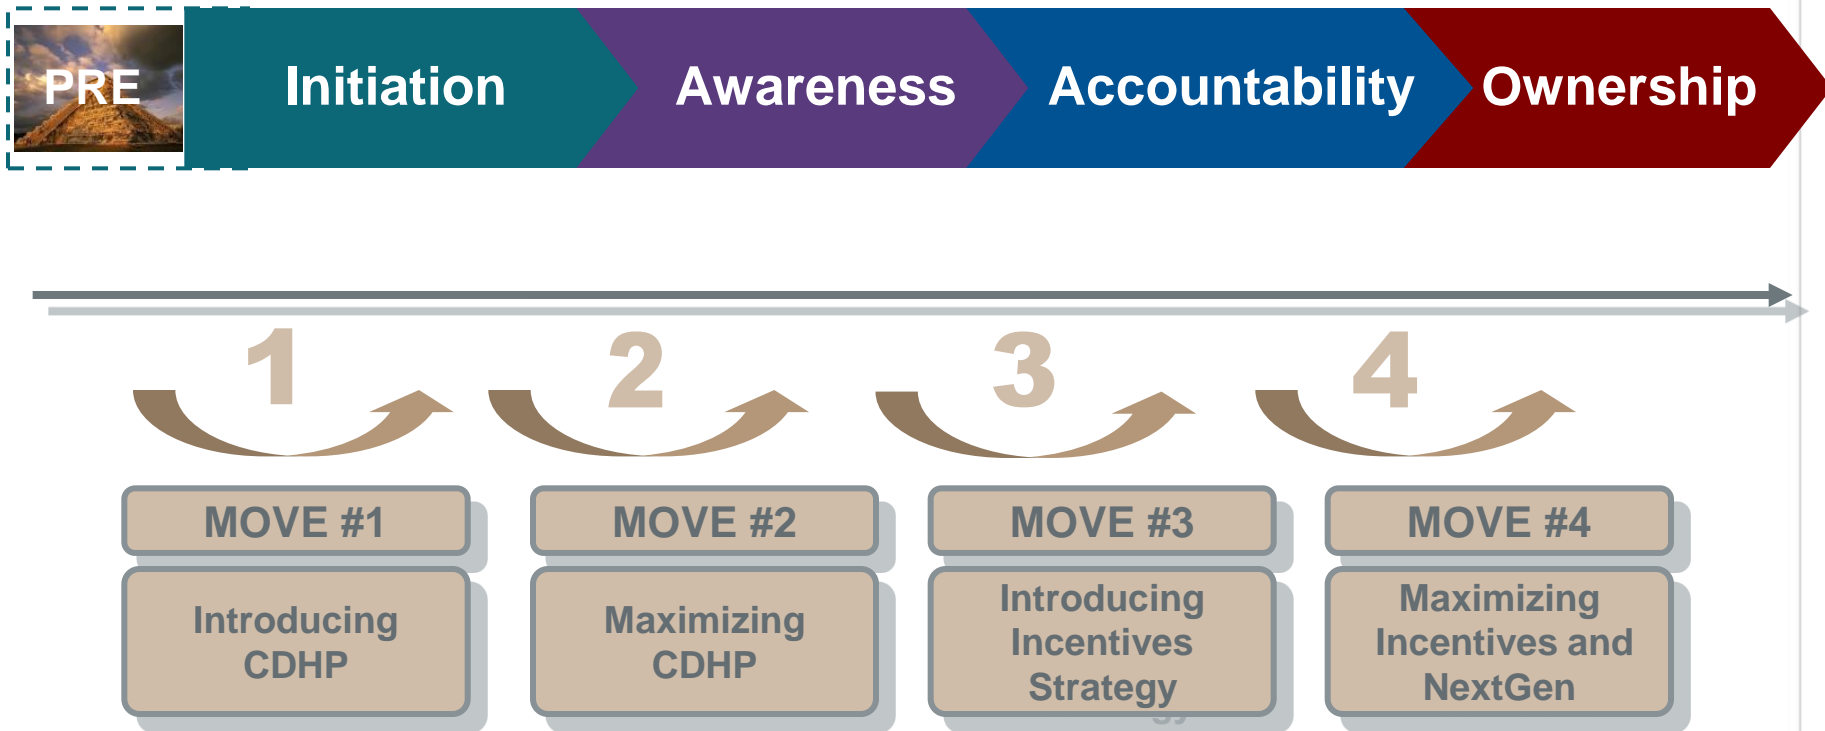 PRE
Initiation
Awareness
Accountability
Ownership
1
2
3
4
MOVE #1
MOVE #2
MOVE #3
MOVE #4
Introducing
CDHP
Maximizing
CDHP
Introducing
Incentives
Strategy
Maximizing
Incentives and
NextGen